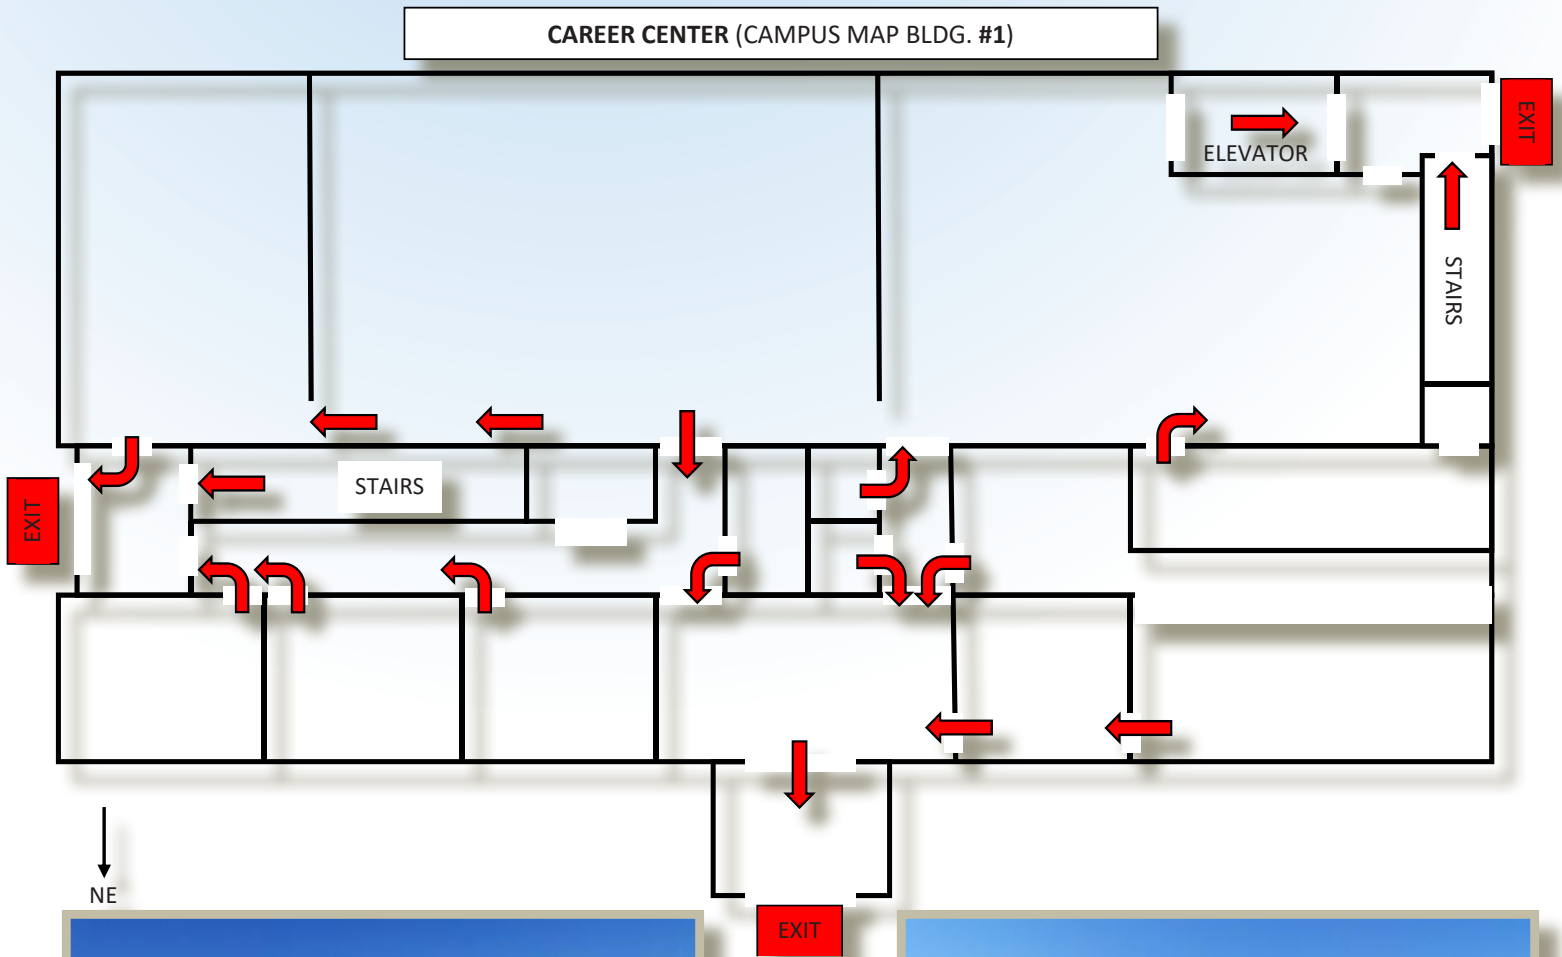 CAREER CENTER (CAMPUS MAP BLDG. #1)
EXIT
ELEVATOR
STAIRS
STAIRS
EXIT
NE
EXIT